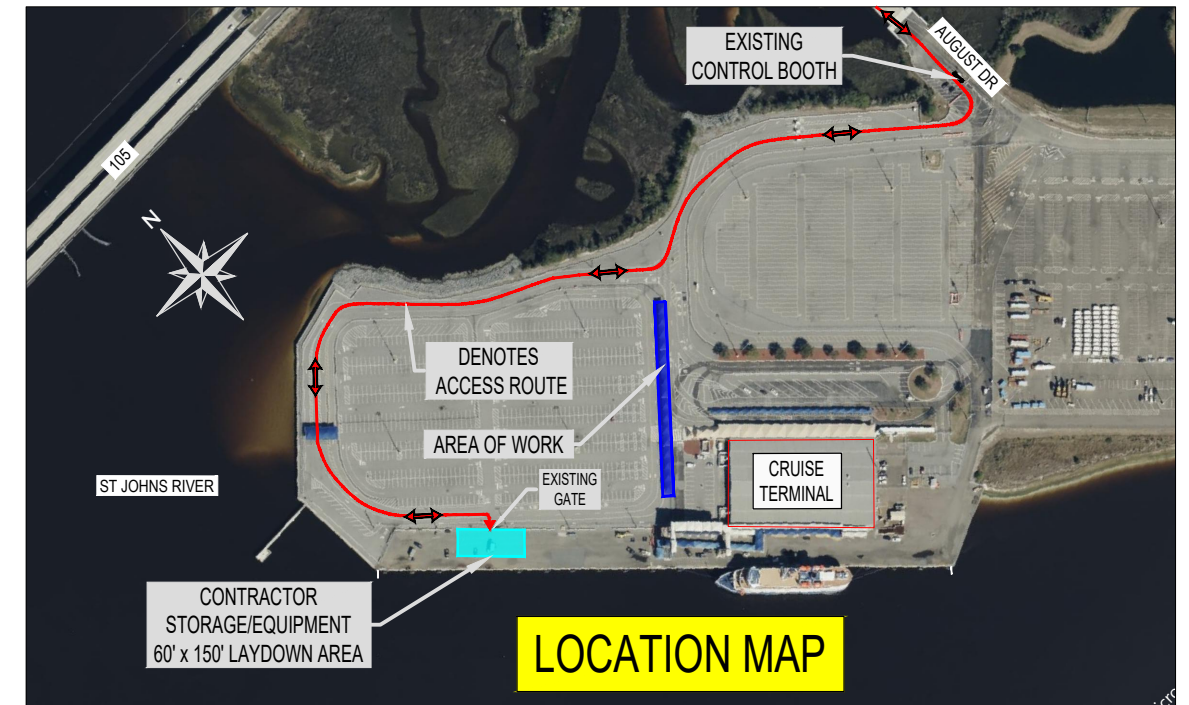 EXISTING
CONTROL BOOTH
AUGUST DR
105
N
DENOTES
ACCESS ROUTE
AREA OF WORK
EXISTING
GATE
CRUISE
TERMINAL
ST JOHNS RIVER
CONTRACTOR
STORAGE/EQUIPMENT
60' x 150' LAYDOWN AREA
LOCATION MAP